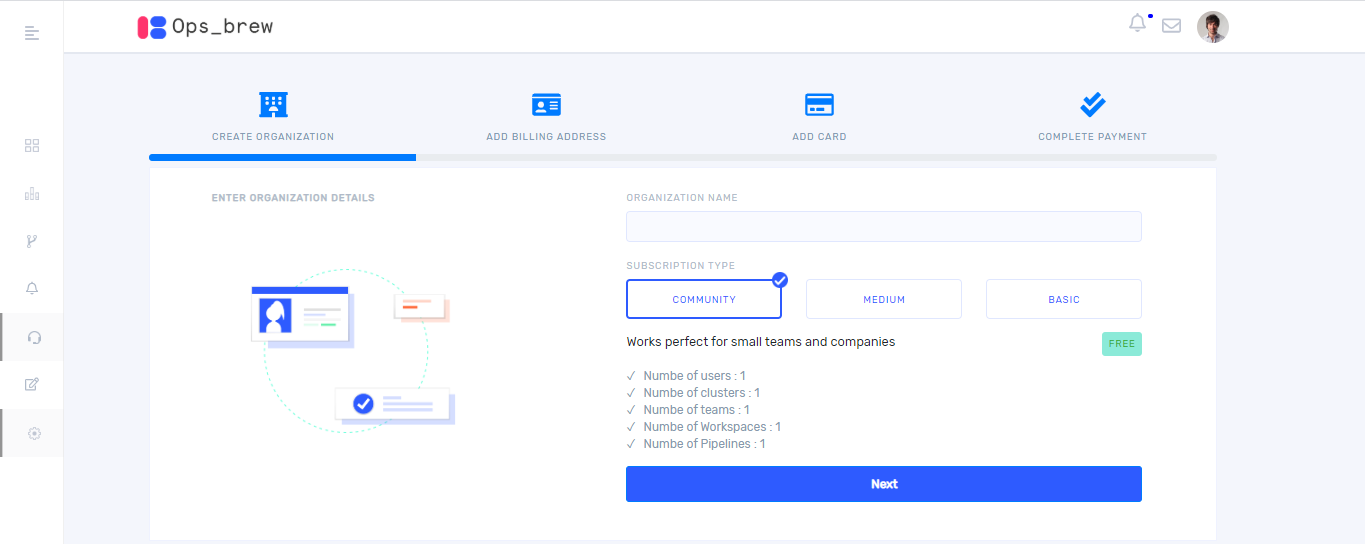 Ops_brew
CREATE ORGANIZATION
ADD BILLING ADDRESS
ADD CARD
COMPLETE PAYMENT
ENTER ORGANIZATION DETAILS
ORGANIZATION NAME
SUBSCRIPTION TYPE
COMMUNITY
MEDIUM
BASIC
Works perfect for small teams and companies
FREE
Numbe of users : 1
Numbe of clusters : 1
Numbe of teams : 1
Numbe of Workspaces : 1
Numbe of Pipelines : 1
Next